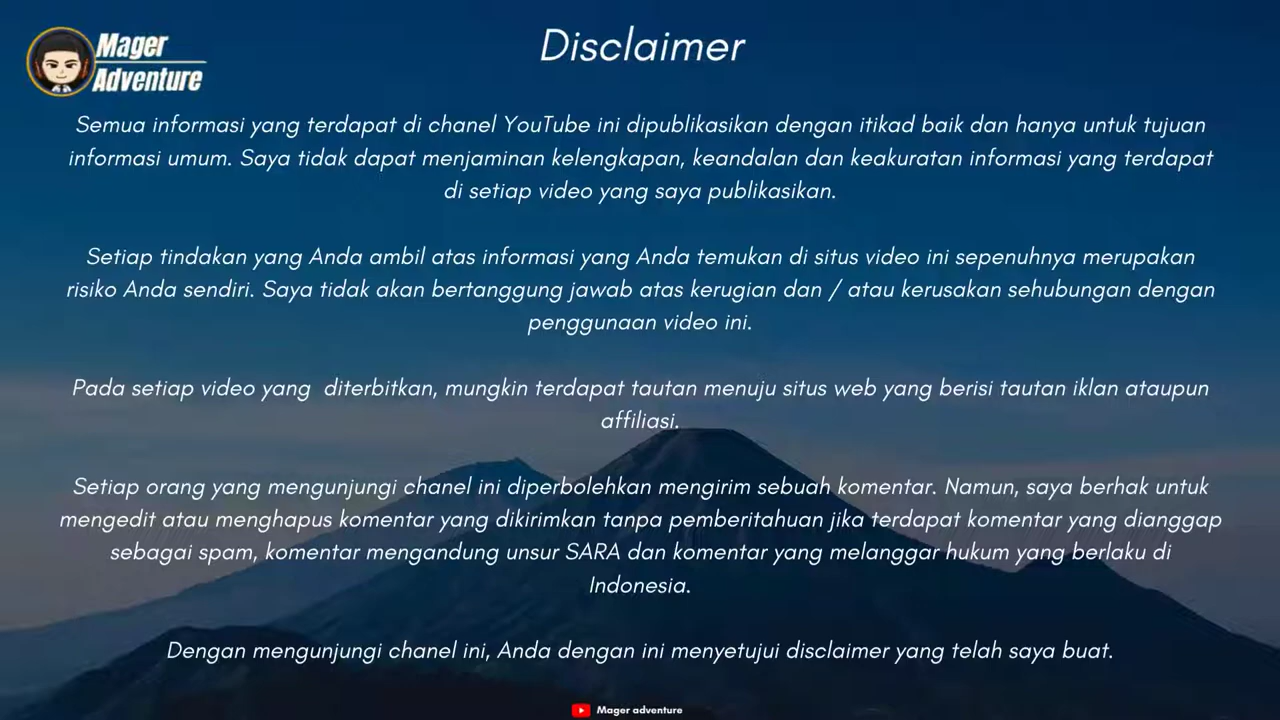 Mager
Adventure
Disclaimer
Semua informasi yang terdapat di chanel YouTube ini dipublikasikan dengan itikad baik dan hanya untuk tujuan
informasi umum. Saya tidak dapat menjaminan kelengkapan, keandalan dan keakuratan informasi yang terdapat
di setiap video yang saya publikasikan.
Setiap tindakan yang Anda ambil atas informasi yang Anda temukan di situs video ini sepenuhnya merupakan
risiko Anda sendiri. Saya tidak akan bertanggung jawab atas kerugian dan / atau kerusakan sehubungan dengan
penggunaan video ini.
Pada setiap video yang diterbitkan, mungkin terdapat tautan menuju situs web yang berisi tautan iklan ataupun
affiliasi.
Setiap orang yang mengunjungi chanel ini diperbolehkan mengirim sebuah komentar. Namun, saya berhak untuk
mengedit atau menghapus komentar yang dikirimkan tanpa pemberitahuan jika terdapat komentar yang dianggap
sebagai spam, komentar mengandung unsur SARA dan komentar yang melanggar hukum yang berlaku di
Indonesia.
Dengan mengunjungi chanel ini, Anda dengan ini menyetujui disclaimer yang telah saya buat.
Mager adventure